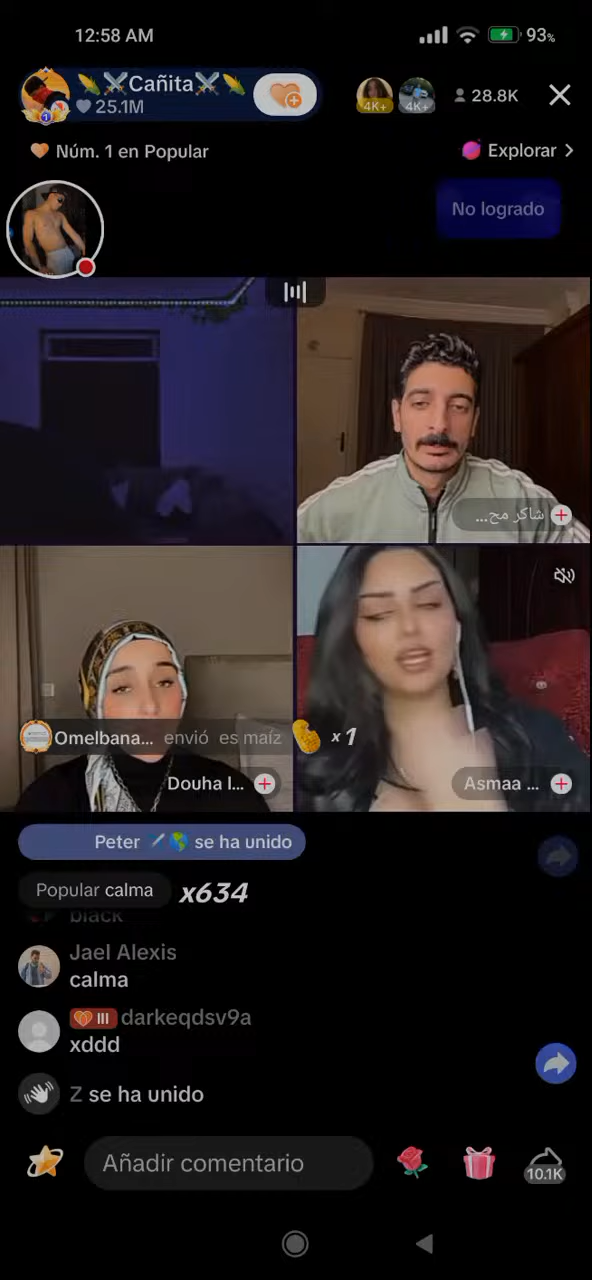 12:58 AM
93%
Cañita
25.1M
4K+
4K+
28.8K
Núm. 1 en Popular
Explorar
No logrado
شاكر مح...
Omelbana... envió es maíz x1
Douha l...
Asmaa ...
Peter se ha unido
Popular calma x634
black
Jael Alexis
calma
III darkeqdsv9a
xddd
Z se ha unido
Añadir comentario
10.1K